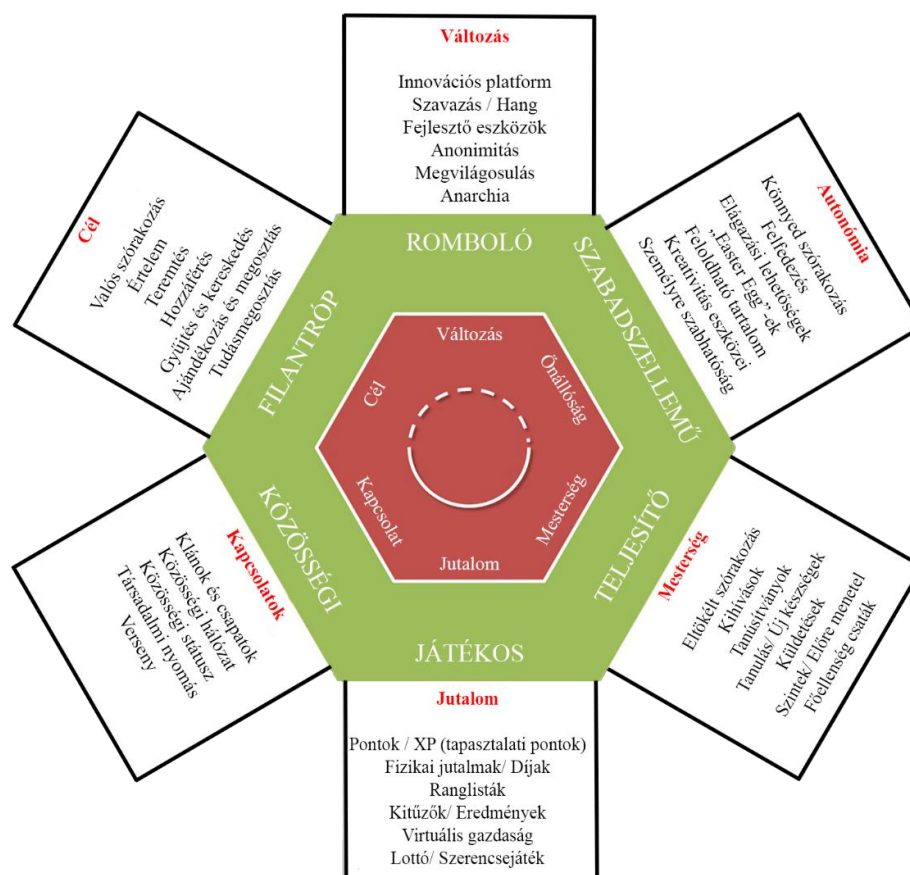 Változás
Innovációs platform
Szavazás / Hang
Fejlesztő eszközök
Anonimitás
Megvilágosulás
Anarchia
Autonómia
Könnyed szórakozás
Felfedezés
Elágazási lehetőségek
„Easter Egg”-ek
Feloldható tartalom
Kreativitás eszközei
Személyre szabhatóság
Mesterség
Eltökélt szórakozás
Kihívások
Tanúsítványok
Tanulás/ Új készségek
Küldetések
Szintek/ Előre menetel
Főellenség csaták
Jutalom
Pontok / XP (tapasztalati pontok)
Fizikai jutalmak/ Díjak
Ranglisták
Kitűzők/ Eredmények
Virtuális gazdaság
Lottó/ Szerencsejáték
Kapcsolatok
Klánok és csapatok
Közösségi hálózat
Közösségi státusz
Társadalmi nyomás
Verseny
Cél
Valós szórakozás
Értelem
Teremtés
Hozzáférés
Gyűjtés és kereskedés
Ajándékozás és megosztás
Tudásmegosztás
ROMBOLÓ
SZABADSZELLEMŰ
TELJESÍTŐ
JÁTÉKOS
KÖZÖSSÉGI
FILANTRÓP
Változás
Önállóság
Mesterség
Jutalom
Kapcsolat
Cél